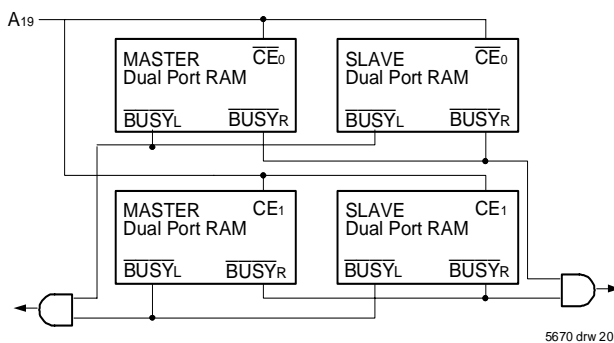 A19
MASTER CE0 SLAVE CE0
Dual Port RAM Dual Port RAM
BUSYL BUSYR BUSYL BUSYR
MASTER CE1 SLAVE CE1
Dual Port RAM Dual Port RAM
BUSYL BUSYR BUSYL BUSYR
5670 drw 20